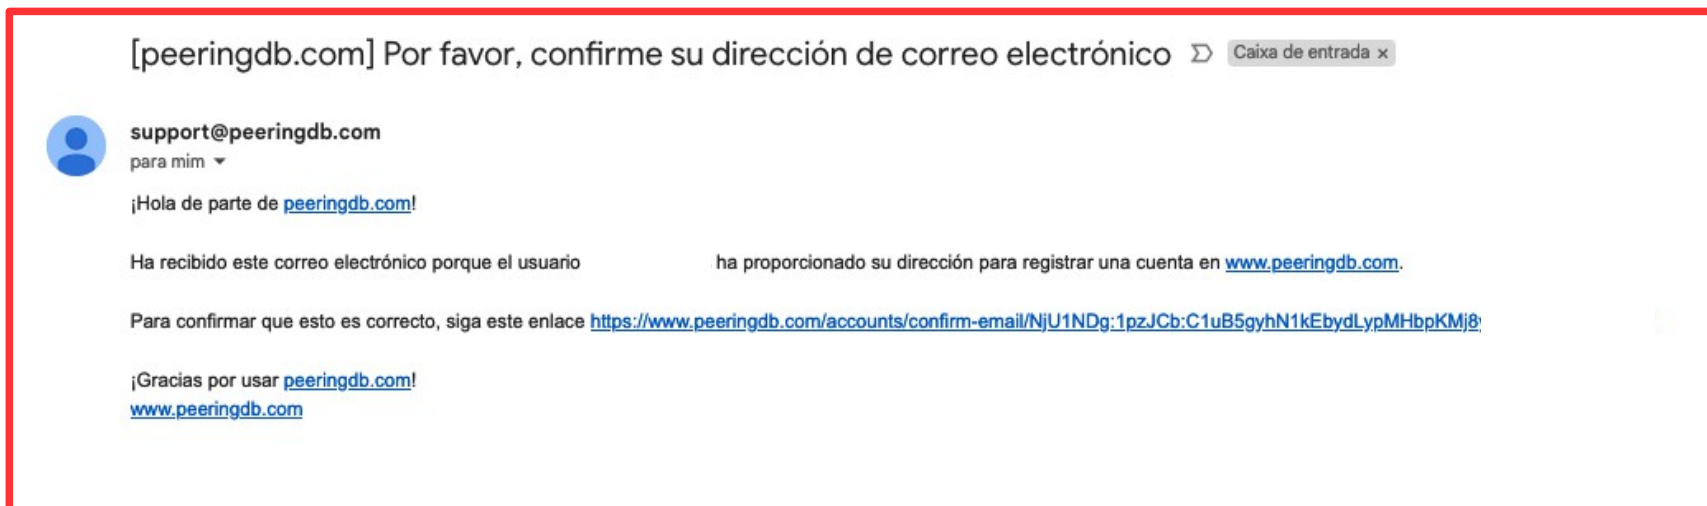 [peeringdb.com] Por favor, confirme su dirección de correo electrónico Caixa de entrada x
support@peeringdb.com
para mim
¡Hola de parte de peeringdb.com!
Ha recibido este correo electrónico porque el usuario ha proporcionado su dirección para registrar una cuenta en www.peeringdb.com.
Para confirmar que esto es correcto, siga este enlace https://www.peeringdb.com/accounts/confirm-email/NjU1NDg:1pzJCb:C1uB5gyhN1kEbydLypMHbpKMj8
¡Gracias por usar peeringdb.com!
www.peeringdb.com